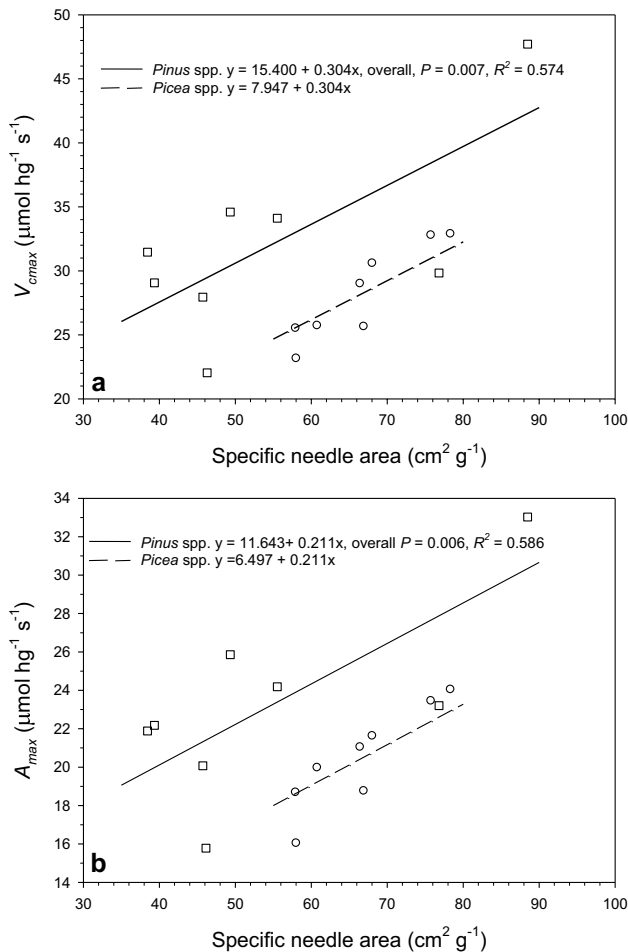 50
45
40
35
30
25
20
V_cmax (μmol hg⁻¹ s⁻¹)
Pinus spp. y = 15.400 + 0.304x, overall, P = 0.007, R² = 0.574
Picea spp. y = 7.947 + 0.304x
a
30 40 50 60 70 80 90 100
Specific needle area (cm² g⁻¹)
34
32
30
28
26
24
22
20
18
16
14
A_max (μmol hg⁻¹ s⁻¹)
Pinus spp. y = 11.643+ 0.211x, overall P = 0.006, R² = 0.586
Picea spp. y =6.497 + 0.211x
b
30 40 50 60 70 80 90 100
Specific needle area (cm² g⁻¹)